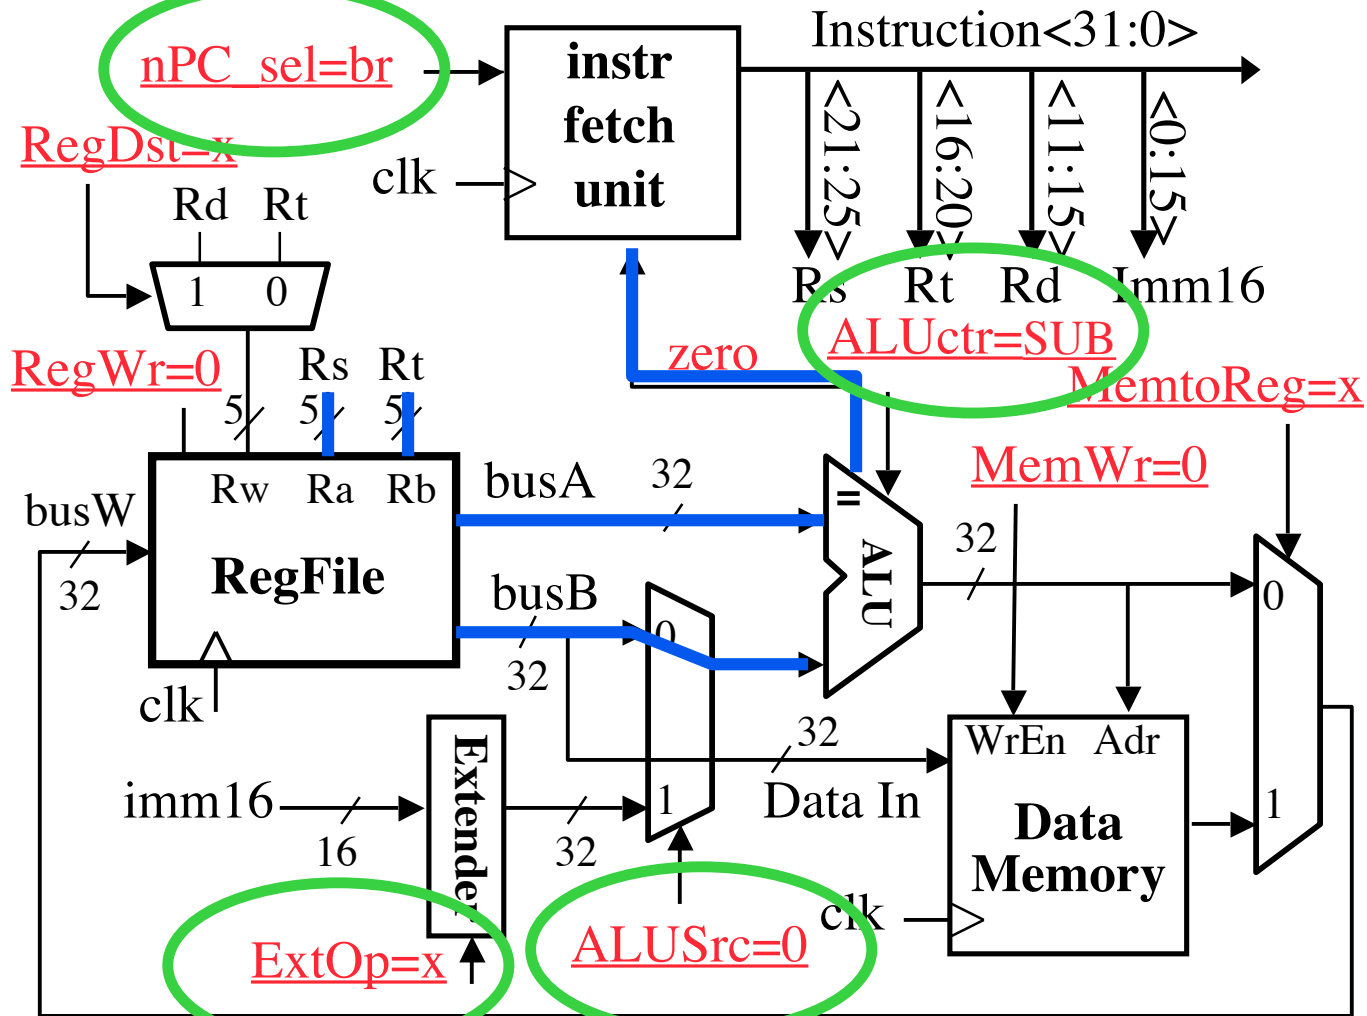 Instruction<31:0>
nPC_sel=br
instr
fetch
unit
RegDst=x
clk
<21:25>
<16:20>
<11:15>
<0:15>
Rd Rt
1 0
Rs Rt Rd Imm16
ALUctr=SUB
zero
RegWr=0
Rs Rt
5 5 5
MemtoReg=x
MemWr=0
Rw Ra Rb
busA 32
=
busW
32
RegFile
busB
32
0
ALU
32
0
clk
WrEn Adr
32
Data In
imm16
16
Extender
32
1
Data
Memory
1
clk
ExtOp=x
ALUSrc=0